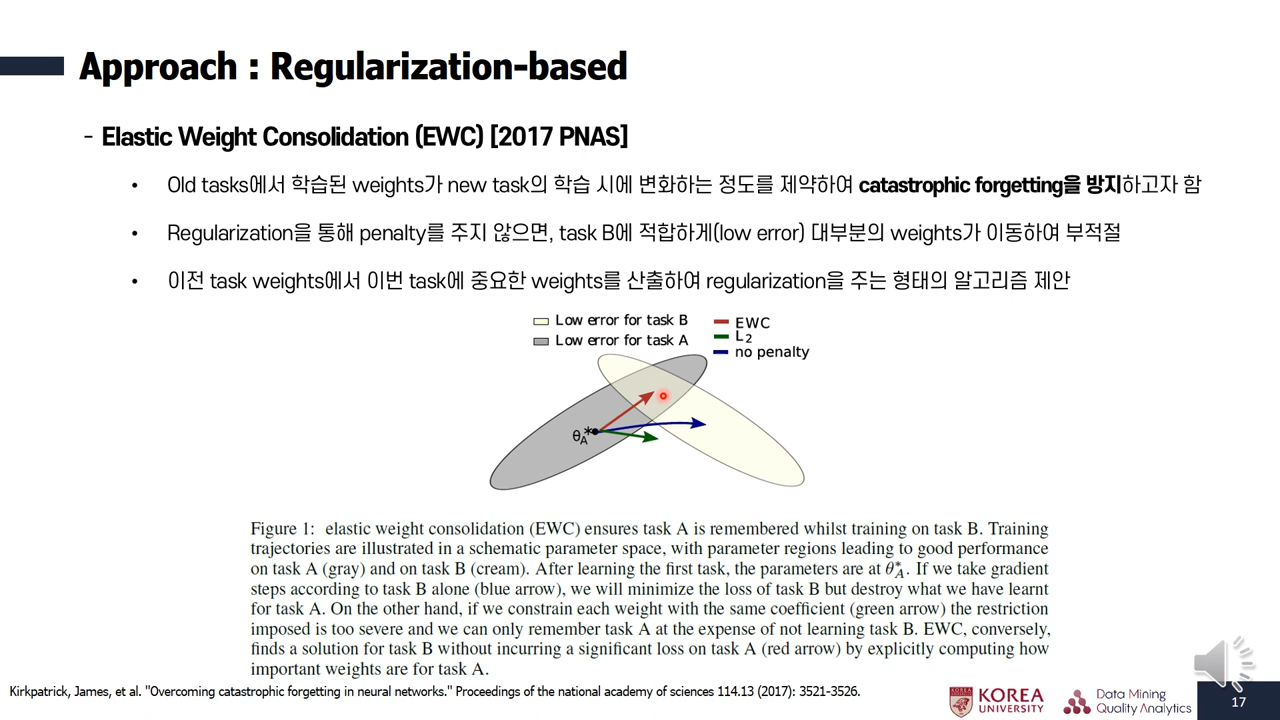 Approach : Regularization-based
- Elastic Weight Consolidation (EWC) [2017 PNAS]
• Old tasks에서 학습된 weights가 new task의 학습 시에 변화하는 정도를 제약하여 catastrophic forgetting을 방지하고자 함
• Regularization을 통해 penalty를 주지 않으면, task B에 적합하게(low error) 대부분의 weights가 이동하여 부적절
• 이전 task weights에서 이번 task에 중요한 weights를 산출하여 regularization을 주는 형태의 알고리즘 제안
Low error for task B
Low error for task A
EWC
L₂
no penalty
θ_A*
Figure 1: elastic weight consolidation (EWC) ensures task A is remembered whilst training on task B. Training
trajectories are illustrated in a schematic parameter space, with parameter regions leading to good performance
on task A (gray) and on task B (cream). After learning the first task, the parameters are at θ*_A. If we take gradient
steps according to task B alone (blue arrow), we will minimize the loss of task B but destroy what we have learnt
for task A. On the other hand, if we constrain each weight with the same coefficient (green arrow) the restriction
imposed is too severe and we can only remember task A at the expense of not learning task B. EWC, conversely,
finds a solution for task B without incurring a significant loss on task A (red arrow) by explicitly computing how
important weights are for task A.
Kirkpatrick, James, et al. "Overcoming catastrophic forgetting in neural networks." Proceedings of the national academy of sciences 114.13 (2017): 3521-3526.
KOREA
UNIVERSITY
Data Mining
Quality Analytics
17